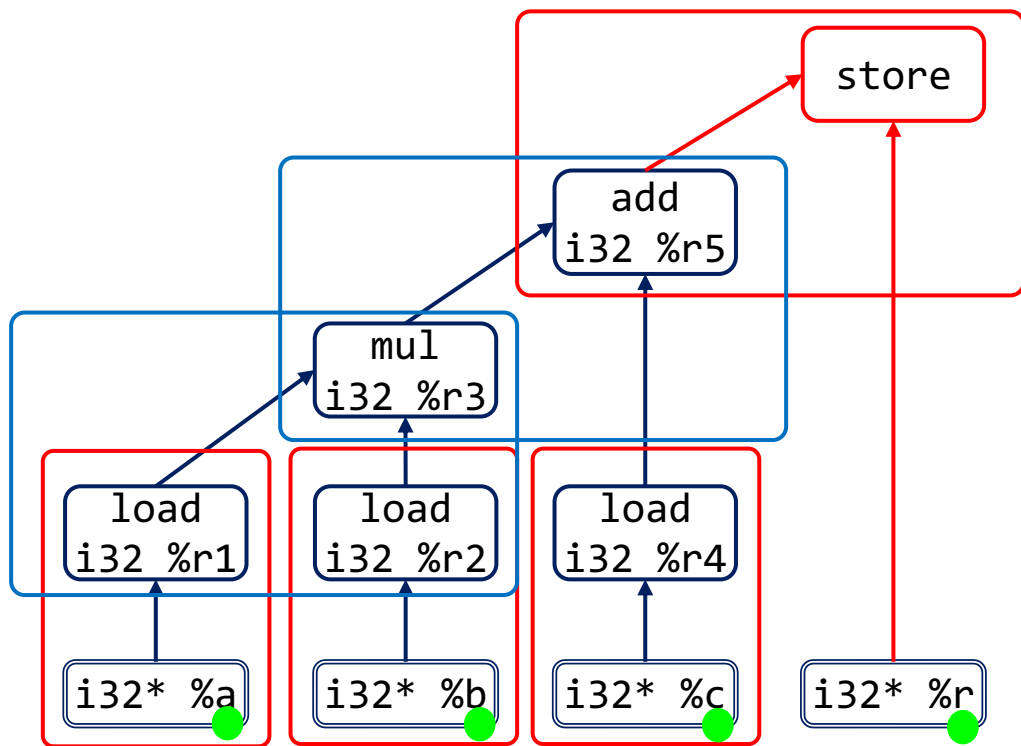 store
add
i32 %r5
mul
i32 %r3
load
i32 %r1
load
i32 %r2
load
i32 %r4
i32* %a
i32* %b
i32* %c
i32* %r